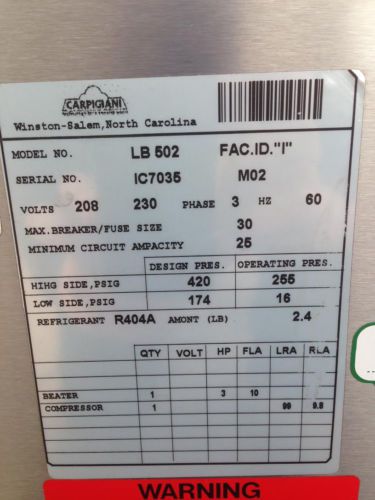 CARPIGIANI
Winston-Salem, North Carolina
MODEL NO. LB 502 FAC.ID."I"
SERIAL NO. IC7035 M02
VOLTS 208 230 PHASE 3 HZ 60
MAX.BREAKER/FUSE SIZE 30
MINIMUM CIRCUIT AMPACITY 25
DESIGN PRES. OPERATING PRES.
HIHG SIDE,PSIG 420 255
LOW SIDE,PSIG 174 16
REFRIGERANT R404A AMONT (LB) 2.4
QTY VOLT HP FLA LRA RLA
BEATER 1 3 10
COMPRESSOR 1 99 9.8
WARNING